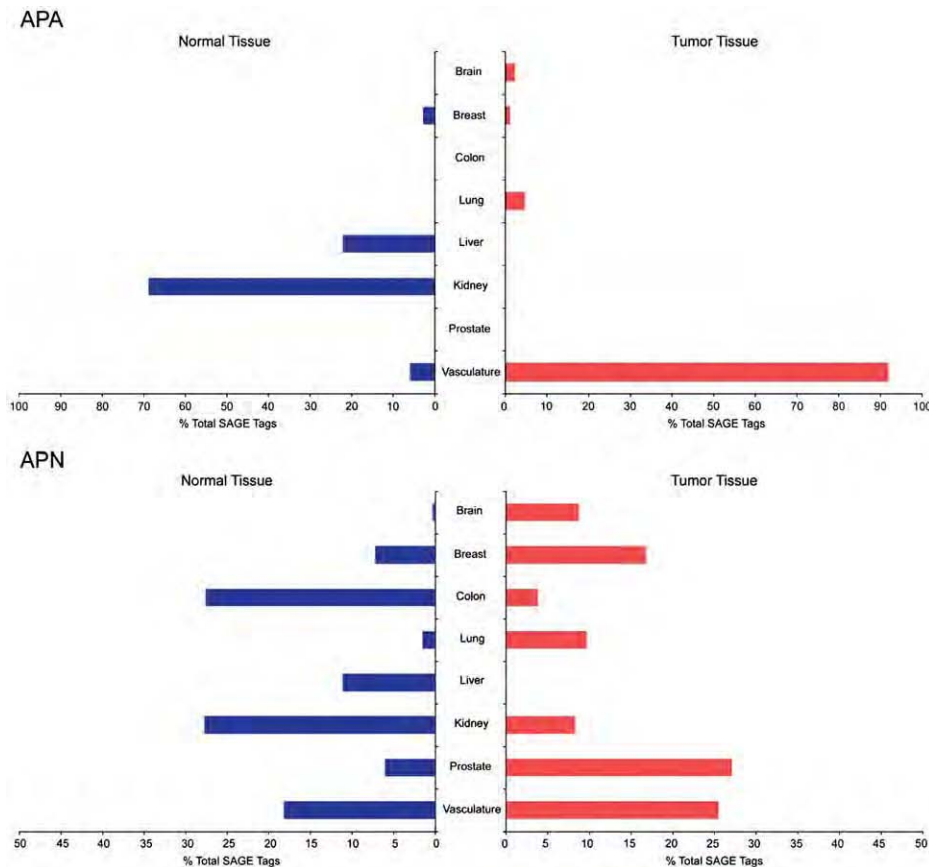 APA
Normal Tissue Tumor Tissue
Brain
Breast
Colon
Lung
Liver
Kidney
Prostate
Vasculature
100 90 80 70 60 50 40 30 20 10 0 0 10 20 30 40 50 60 70 80 90 100
% Total SAGE Tags % Total SAGE Tags
APN
Normal Tissue Tumor Tissue
Brain
Breast
Colon
Lung
Liver
Kidney
Prostate
Vasculature
50 45 40 35 30 25 20 15 10 5 0 0 5 10 15 20 25 30 35 40 45 50
% Total SAGE Tags % Total SAGE Tags